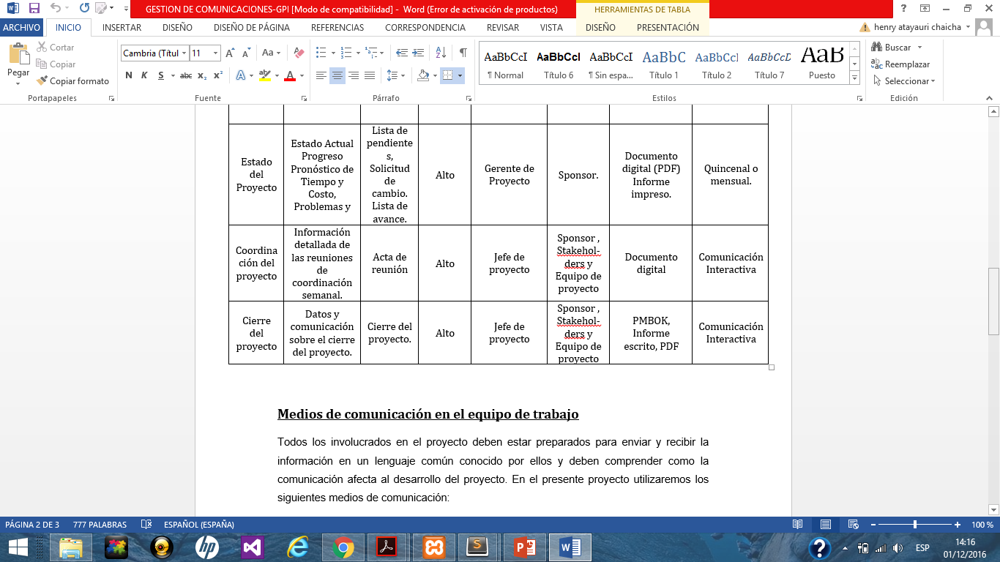 GESTION DE COMUNICACIONES-GPI [Modo de compatibilidad] - Word (Error de activación de productos)
HERRAMIENTAS DE TABLA
ARCHIVO INICIO INSERTAR DISEÑO DISEÑO DE PÁGINA REFERENCIAS CORRESPONDENCIA REVISAR VISTA DISEÑO PRESENTACIÓN henry atayauri chaicha
Pegar
Cortar
Copiar
Copiar formato
Portapapeles
Cambria (Títul 11
N K S abc x₂ x²
Fuente
Párrafo
AaBbCcI AaBbCcI AaBbCcI AaBbC AaBbCcI AaBbCcD AaB
¶ Normal Título 6 ¶ Sin espa... Título 1 Título 2 Título 7 Puesto
Estilos
Buscar
Reemplazar
Seleccionar
Edición
Estado
del
Proyecto
Estado Actual
Progreso
Pronóstico de
Tiempo y
Costo,
Problemas y
Lista de
pendiente
s,
Solicitud
de
cambio.
Lista de
avance.
Alto
Gerente de
Proyecto
Sponsor.
Documento
digital (PDF)
Informe
impreso.
Quincenal o
mensual.
Coordina
ción del
proyecto
Información
detallada de
las reuniones
de
coordinación
semanal.
Acta de
reunión
Alto
Jefe de
proyecto
Sponsor ,
Stakehol-
ders y
Equipo de
proyecto
Documento
digital
Comunicación
Interactiva
Cierre
del
proyecto
Datos y
comunicación
sobre el cierre
del proyecto.
Cierre del
proyecto.
Alto
Jefe de
proyecto
Sponsor ,
Stakehol-
ders y
Equipo de
proyecto
PMBOK,
Informe
escrito, PDF
Comunicación
Interactiva
Medios de comunicación en el equipo de trabajo
Todos los involucrados en el proyecto deben estar preparados para enviar y recibir la
información en un lenguaje común conocido por ellos y deben comprender como la
comunicación afecta al desarrollo del proyecto. En el presente proyecto utilizaremos los
siguientes medios de comunicación:
PÁGINA 2 DE 3 777 PALABRAS ESPAÑOL (ESPAÑA) 100 %
ESP
14:16
01/12/2016